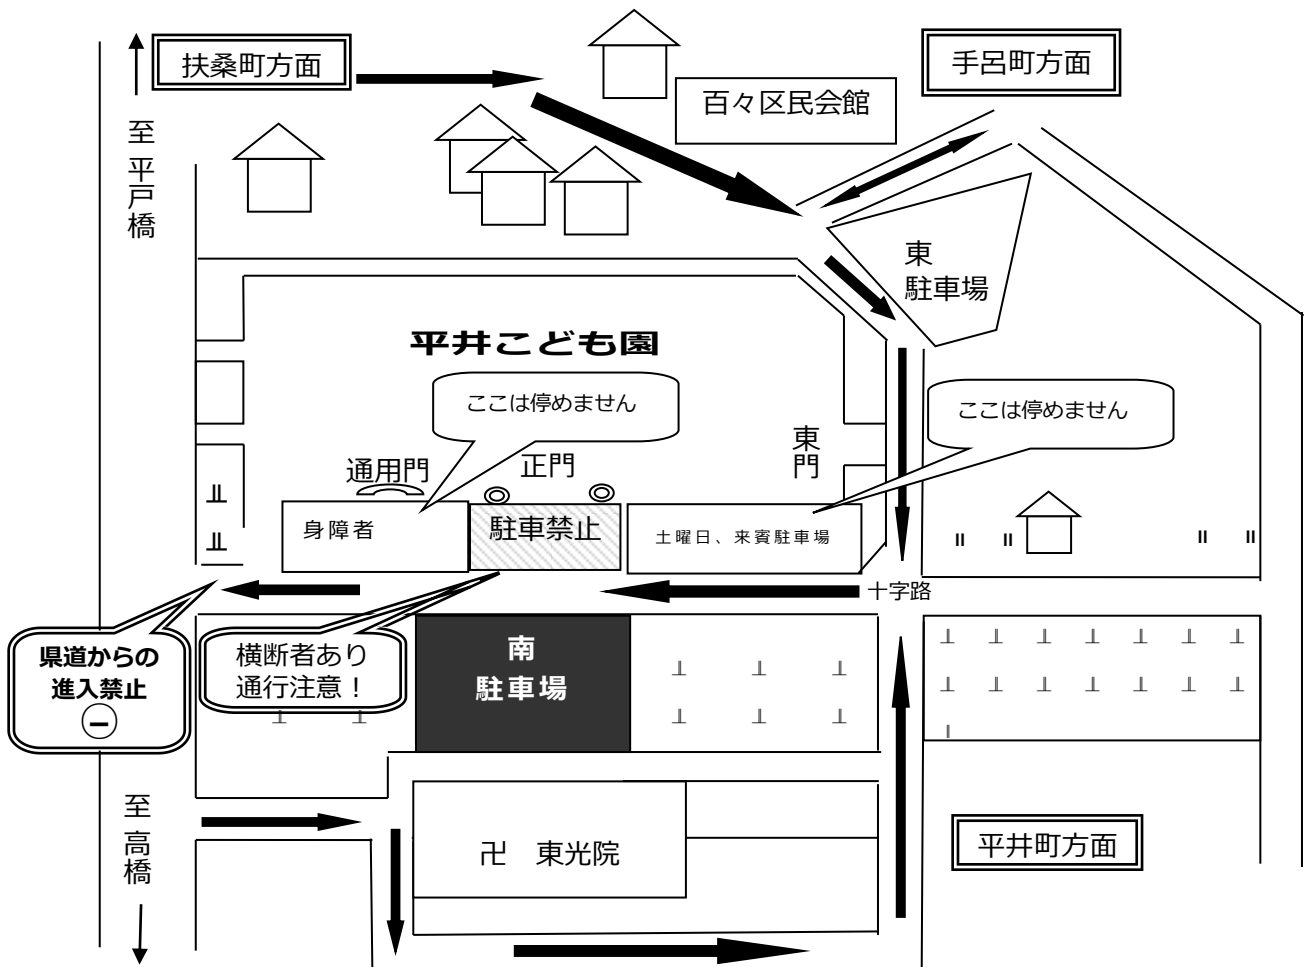 扶桑町方面
手呂町方面
百々区民会館
至 平戸橋
東
駐車場
平井こども園
ここは停めません
ここは停めません
東門
正門
通用門
身障者
駐車禁止
土曜日、来賓駐車場
十字路
県道からの
進入禁止
横断者あり
通行注意！
南
駐車場
至 高橋
卍 東光院
平井町方面